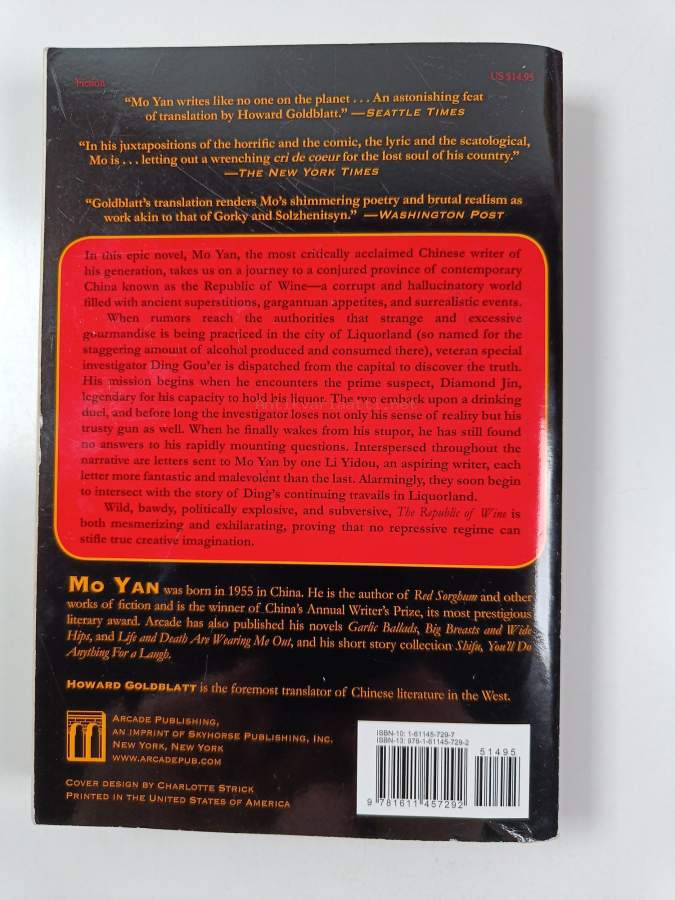 Fiction
US $14.95
“Mo Yan writes like no one on the planet . . . An astonishing feat
of translation by Howard Goldblatt.” —SEATTLE TIMES
“In his juxtapositions of the horrific and the comic, the lyric and the scatological,
Mo is . . . letting out a wrenching cri de coeur for the lost soul of his country.”
—THE NEW YORK TIMES
“Goldblatt’s translation renders Mo’s shimmering poetry and brutal realism as
work akin to that of Gorky and Solzhenitsyn.” —WASHINGTON POST
In this epic novel, Mo Yan, the most critically acclaimed Chinese writer of
his generation, takes us on a journey to a conjured province of contemporary
China known as the Republic of Wine—a corrupt and hallucinatory world
filled with ancient superstitions, gargantuan appetites, and surrealistic events.
When rumors reach the authorities that strange and excessive
gourmandise is being practiced in the city of Liquorland (so named for the
staggering amount of alcohol produced and consumed there), veteran special
investigator Ding Gou’er is dispatched from the capital to discover the truth.
His mission begins when he encounters the prime suspect, Diamond Jin,
legendary for his capacity to hold his liquor. The two embark upon a drinking
duel, and before long the investigator loses not only his sense of reality but his
trusty gun as well. When he finally wakes from his stupor, he has still found
no answers to his rapidly mounting questions. Interspersed throughout the
narrative are letters sent to Mo Yan by one Li Yidou, an aspiring writer, each
letter more fantastic and malevolent than the last. Alarmingly, they soon begin
to intersect with the story of Ding’s continuing travails in Liquorland.
Wild, bawdy, politically explosive, and subversive, The Republic of Wine is
both mesmerizing and exhilarating, proving that no repressive regime can
stifle true creative imagination.
MO YAN was born in 1955 in China. He is the author of Red Sorghum and other
works of fiction and is the winner of China’s Annual Writer’s Prize, its most prestigious
literary award. Arcade has also published his novels Garlic Ballads, Big Breasts and Wide
Hips, and Life and Death Are Wearing Me Out, and his short story collection Shifu, You’ll Do
Anything For a Laugh.
HOWARD GOLDBLATT is the foremost translator of Chinese literature in the West.
ARCADE PUBLISHING,
AN IMPRINT OF SKYHORSE PUBLISHING, INC.
NEW YORK, NEW YORK
WWW.ARCADEPUB.COM
COVER DESIGN BY CHARLOTTE STRICK
PRINTED IN THE UNITED STATES OF AMERICA
ISBN-10: 1-61145-729-7
ISBN-13: 978-1-61145-729-2
51495
9 781611 457292